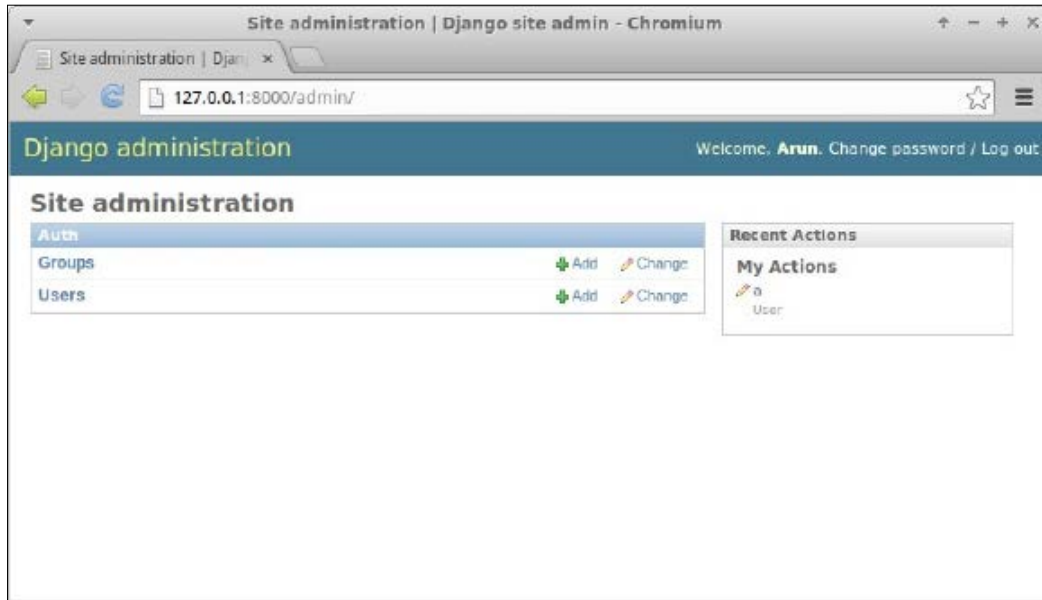 Site administration | Django site admin - Chromium
Site administration | Djan
127.0.0.1:8000/admin/
Django administration
Welcome, Arun. Change password / Log out
Site administration
Auth
Groups Add Change
Users Add Change
Recent Actions
My Actions
a
User